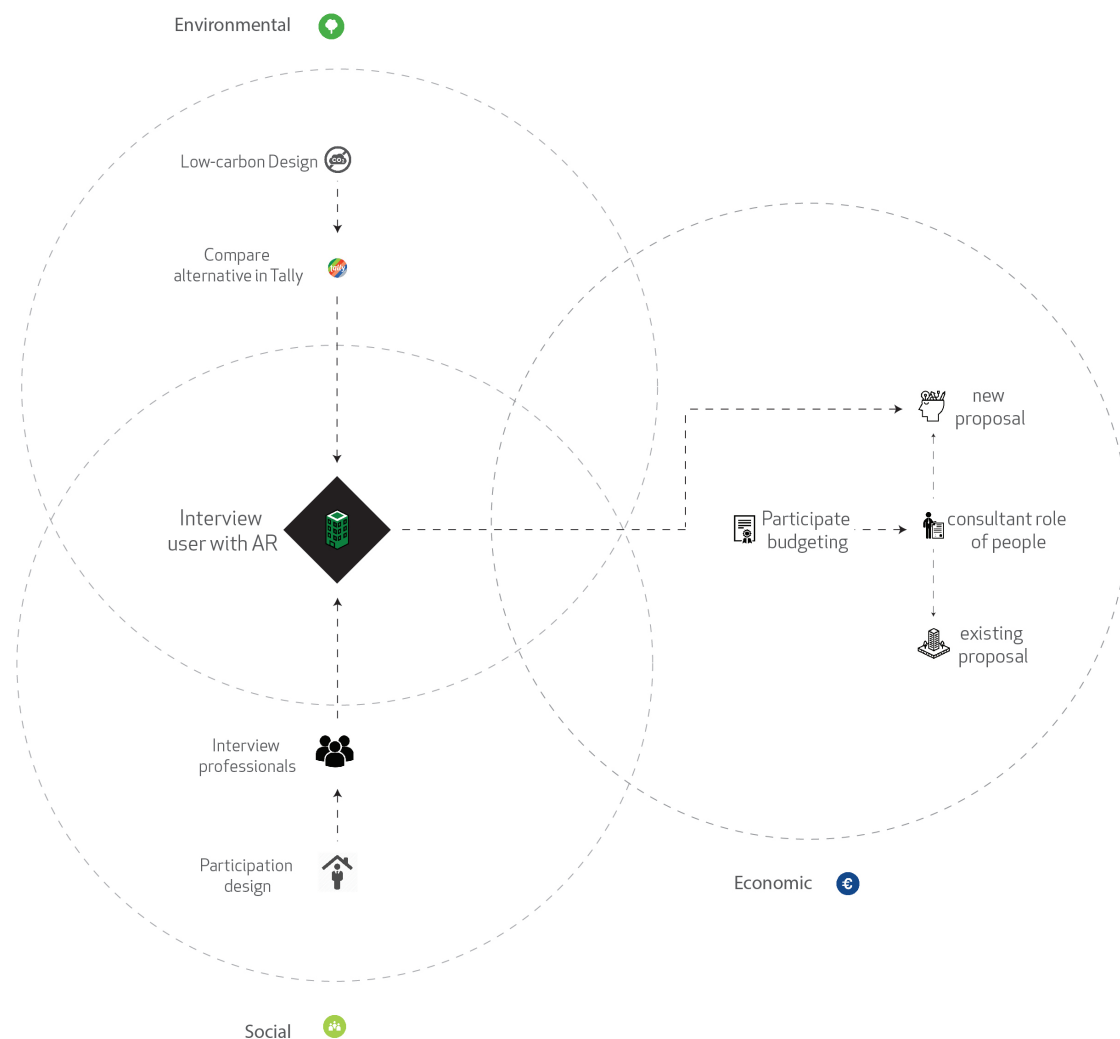 Environmental
Low-carbon Design
CO₂
Compare
alternative in Tally
tally
new
proposal
Interview
user with AR
Participate
budgeting
consultant role
of people
existing
proposal
Interview
professionals
Participation
design
Economic
€
Social